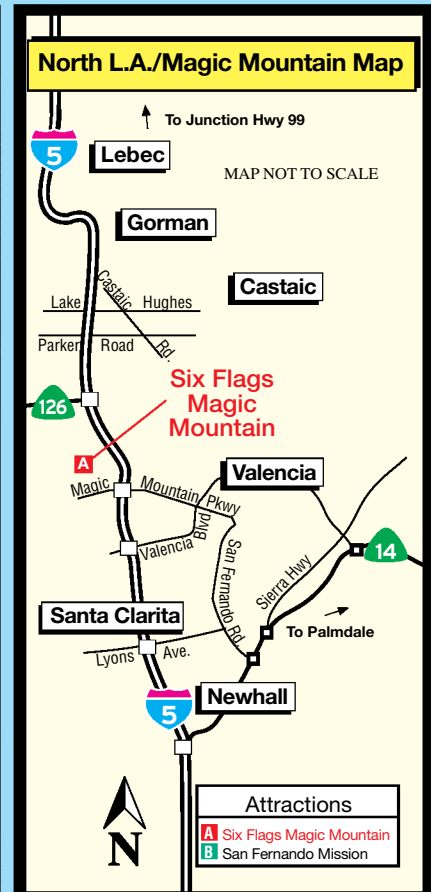 North L.A./Magic Mountain Map
To Junction Hwy 99
5
Lebec
MAP NOT TO SCALE
Gorman
Castaic
Castaic Rd.
Lake Hughes
Parker Road
126
Six Flags
Magic
Mountain
A
Magic Mountain Pkwy
Valencia
Valencia Blvd
San Fernando Rd.
Sierra Hwy
14
To Palmdale
Santa Clarita
Lyons Ave.
Newhall
5
N
Attractions
A Six Flags Magic Mountain
B San Fernando Mission